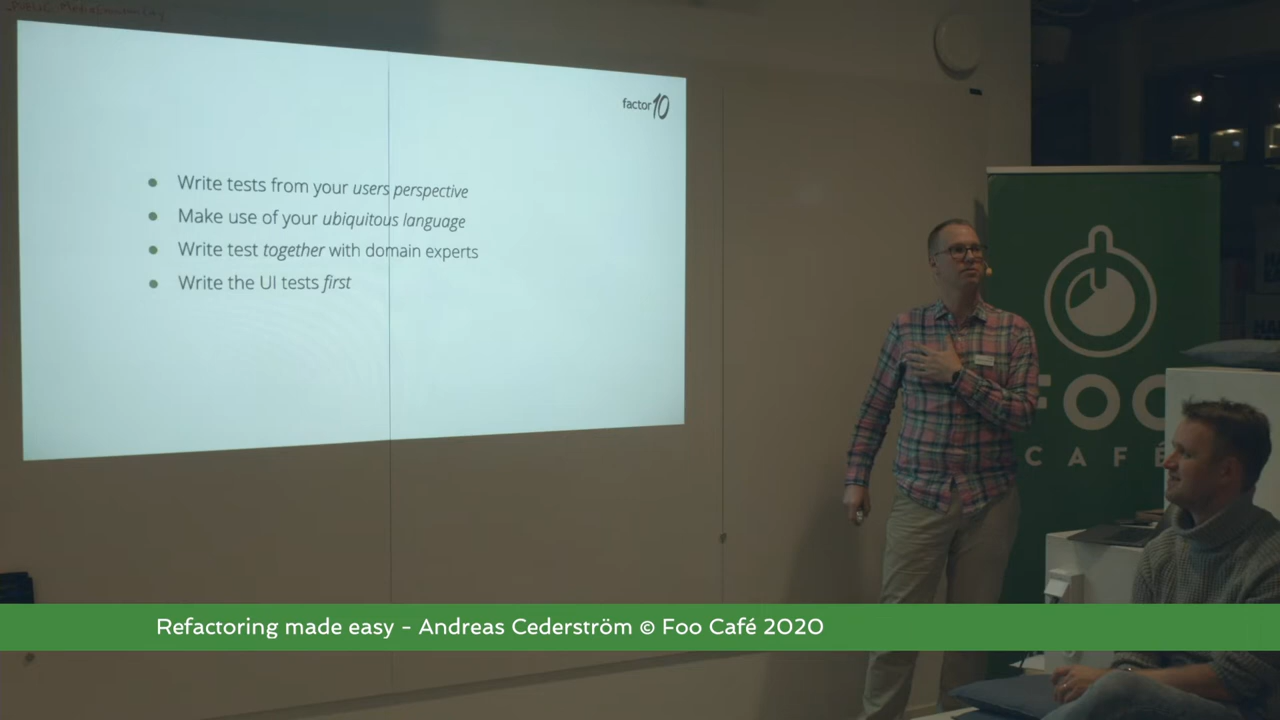 factor10
Write tests from your users perspective
Make use of your ubiquitous language
Write test together with domain experts
Write the UI tests first
FOO
CAFÉ
Refactoring made easy - Andreas Cederström © Foo Café 2020